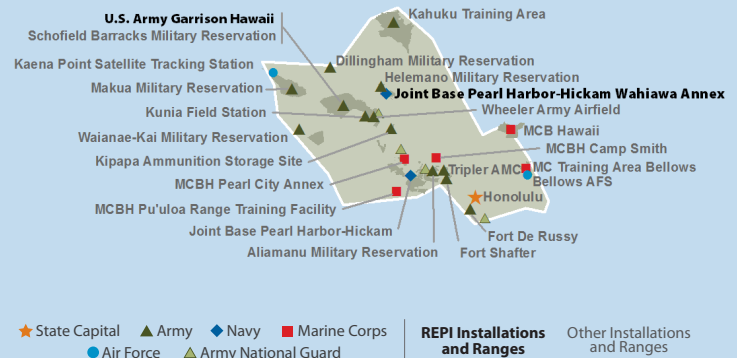 Kahuku Training Area
U.S. Army Garrison Hawaii
Schofield Barracks Military Reservation
Kaena Point Satellite Tracking Station
Dillingham Military Reservation
Helemano Military Reservation
Makua Military Reservation
Joint Base Pearl Harbor-Hickam Wahiawa Annex
Kunia Field Station
Wheeler Army Airfield
MCB Hawaii
Waianae-Kai Military Reservation
MCBH Camp Smith
Kipapa Ammunition Storage Site
Tripler AMC
MC Training Area Bellows
Bellows AFS
MCBH Pearl City Annex
Honolulu
MCBH Pu'uloa Range Training Facility
Joint Base Pearl Harbor-Hickam
Fort De Russy
Aliamanu Military Reservation
Fort Shafter
State Capital
Army
Navy
Marine Corps
Air Force
Army National Guard
REPI Installations
and Ranges
Other Installations
and Ranges